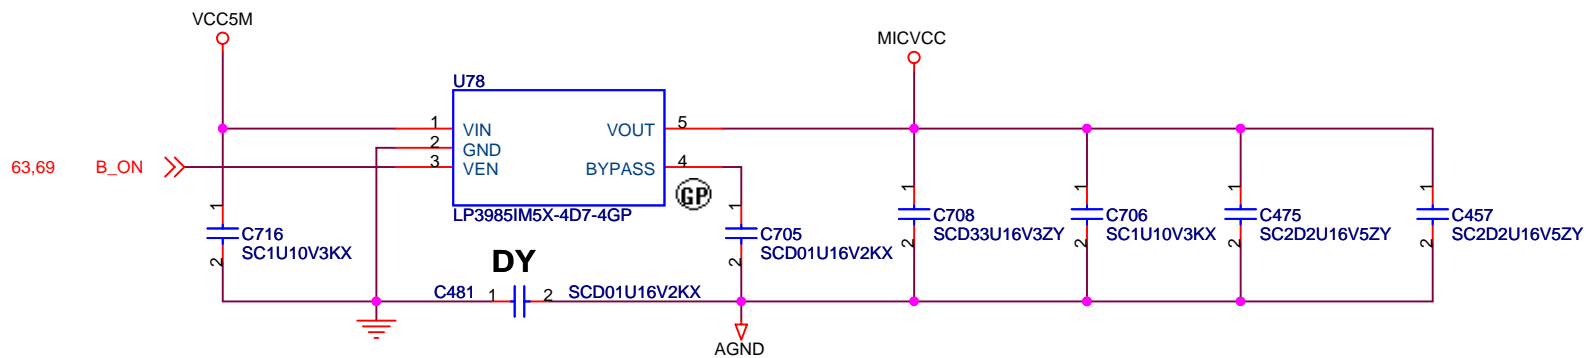 VCC5M
MICVCC
U78
1 VIN
2 GND
3 VEN
VOUT 5
BYPASS 4
63,69 B_ON
GP
LP3985IM5X-4D7-4GP
1
C716
SC1U10V3KX
2
1
C705
SCD01U16V2KX
2
1
C708
SCD33U16V3ZY
2
1
C706
SC1U10V3KX
2
1
C475
SC2D2U16V5ZY
2
1
C457
SC2D2U16V5ZY
2
DY
C481 1 2 SCD01U16V2KX
AGND